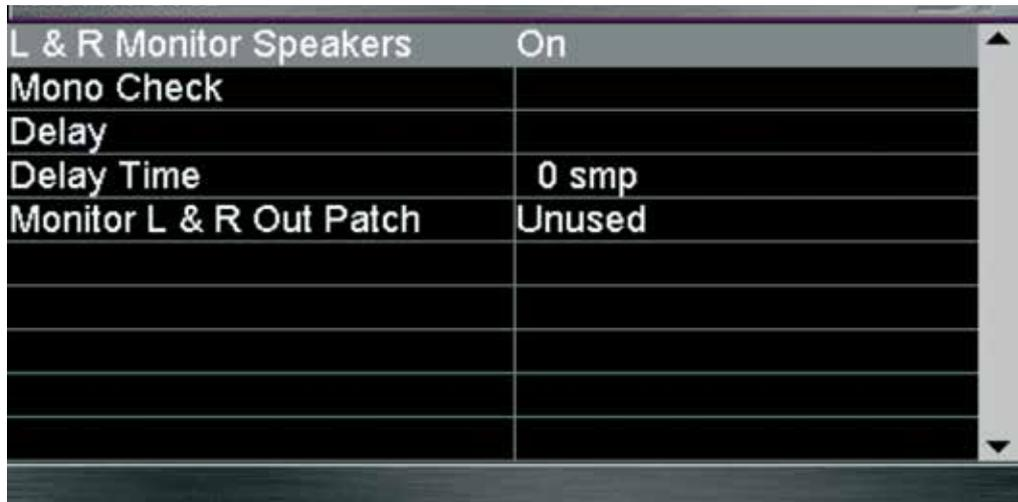 L & R Monitor Speakers On
Mono Check
Delay
Delay Time 0 smp
Monitor L & R Out Patch Unused